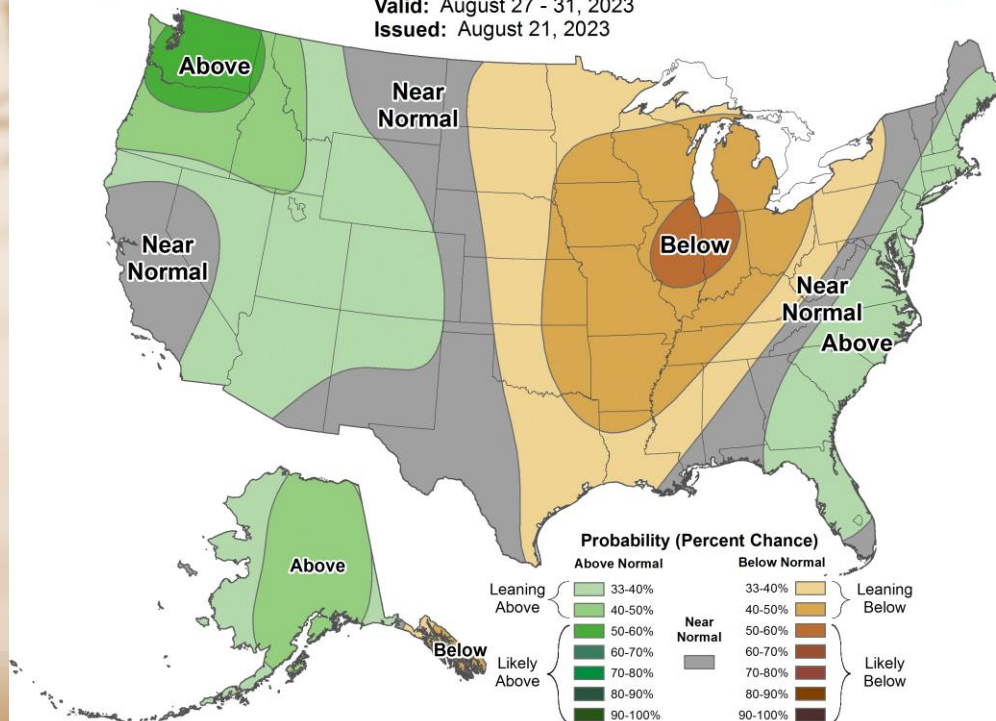 Valid: August 27 - 31, 2023
Issued: August 21, 2023
Above
Near
Normal
Near
Normal
Below
Near
Normal
Above
Above
Below
Probability (Percent Chance)
Above Normal
Below Normal
Leaning
Above
33-40%
40-50%
33-40%
40-50%
Leaning
Below
Likely
Above
50-60%
60-70%
70-80%
80-90%
90-100%
Near
Normal
50-60%
60-70%
70-80%
80-90%
90-100%
Likely
Below